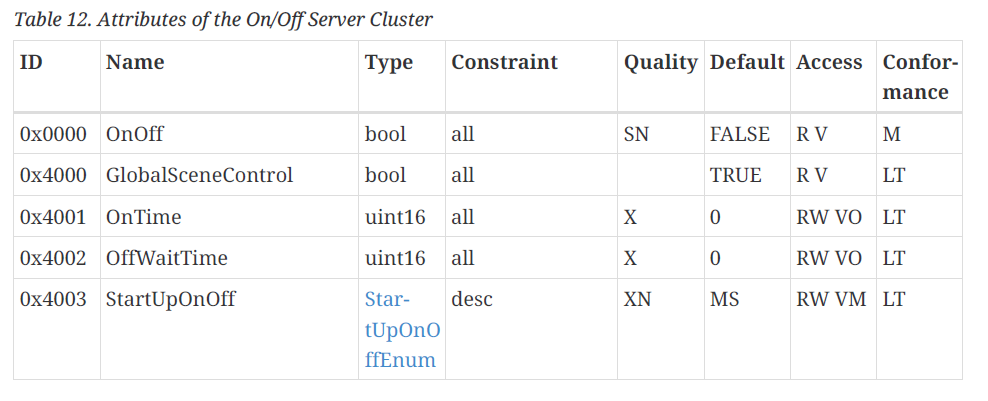 Table 12. Attributes of the On/Off Server Cluster
ID Name Type Constraint Quality Default Access Confor-
mance
0x0000 OnOff bool all SN FALSE R V M
0x4000 GlobalSceneControl bool all TRUE R V LT
0x4001 OnTime uint16 all X 0 RW VO LT
0x4002 OffWaitTime uint16 all X 0 RW VO LT
0x4003 StartUpOnOff Star- desc XN MS RW VM LT
tUpOnO
ffEnum